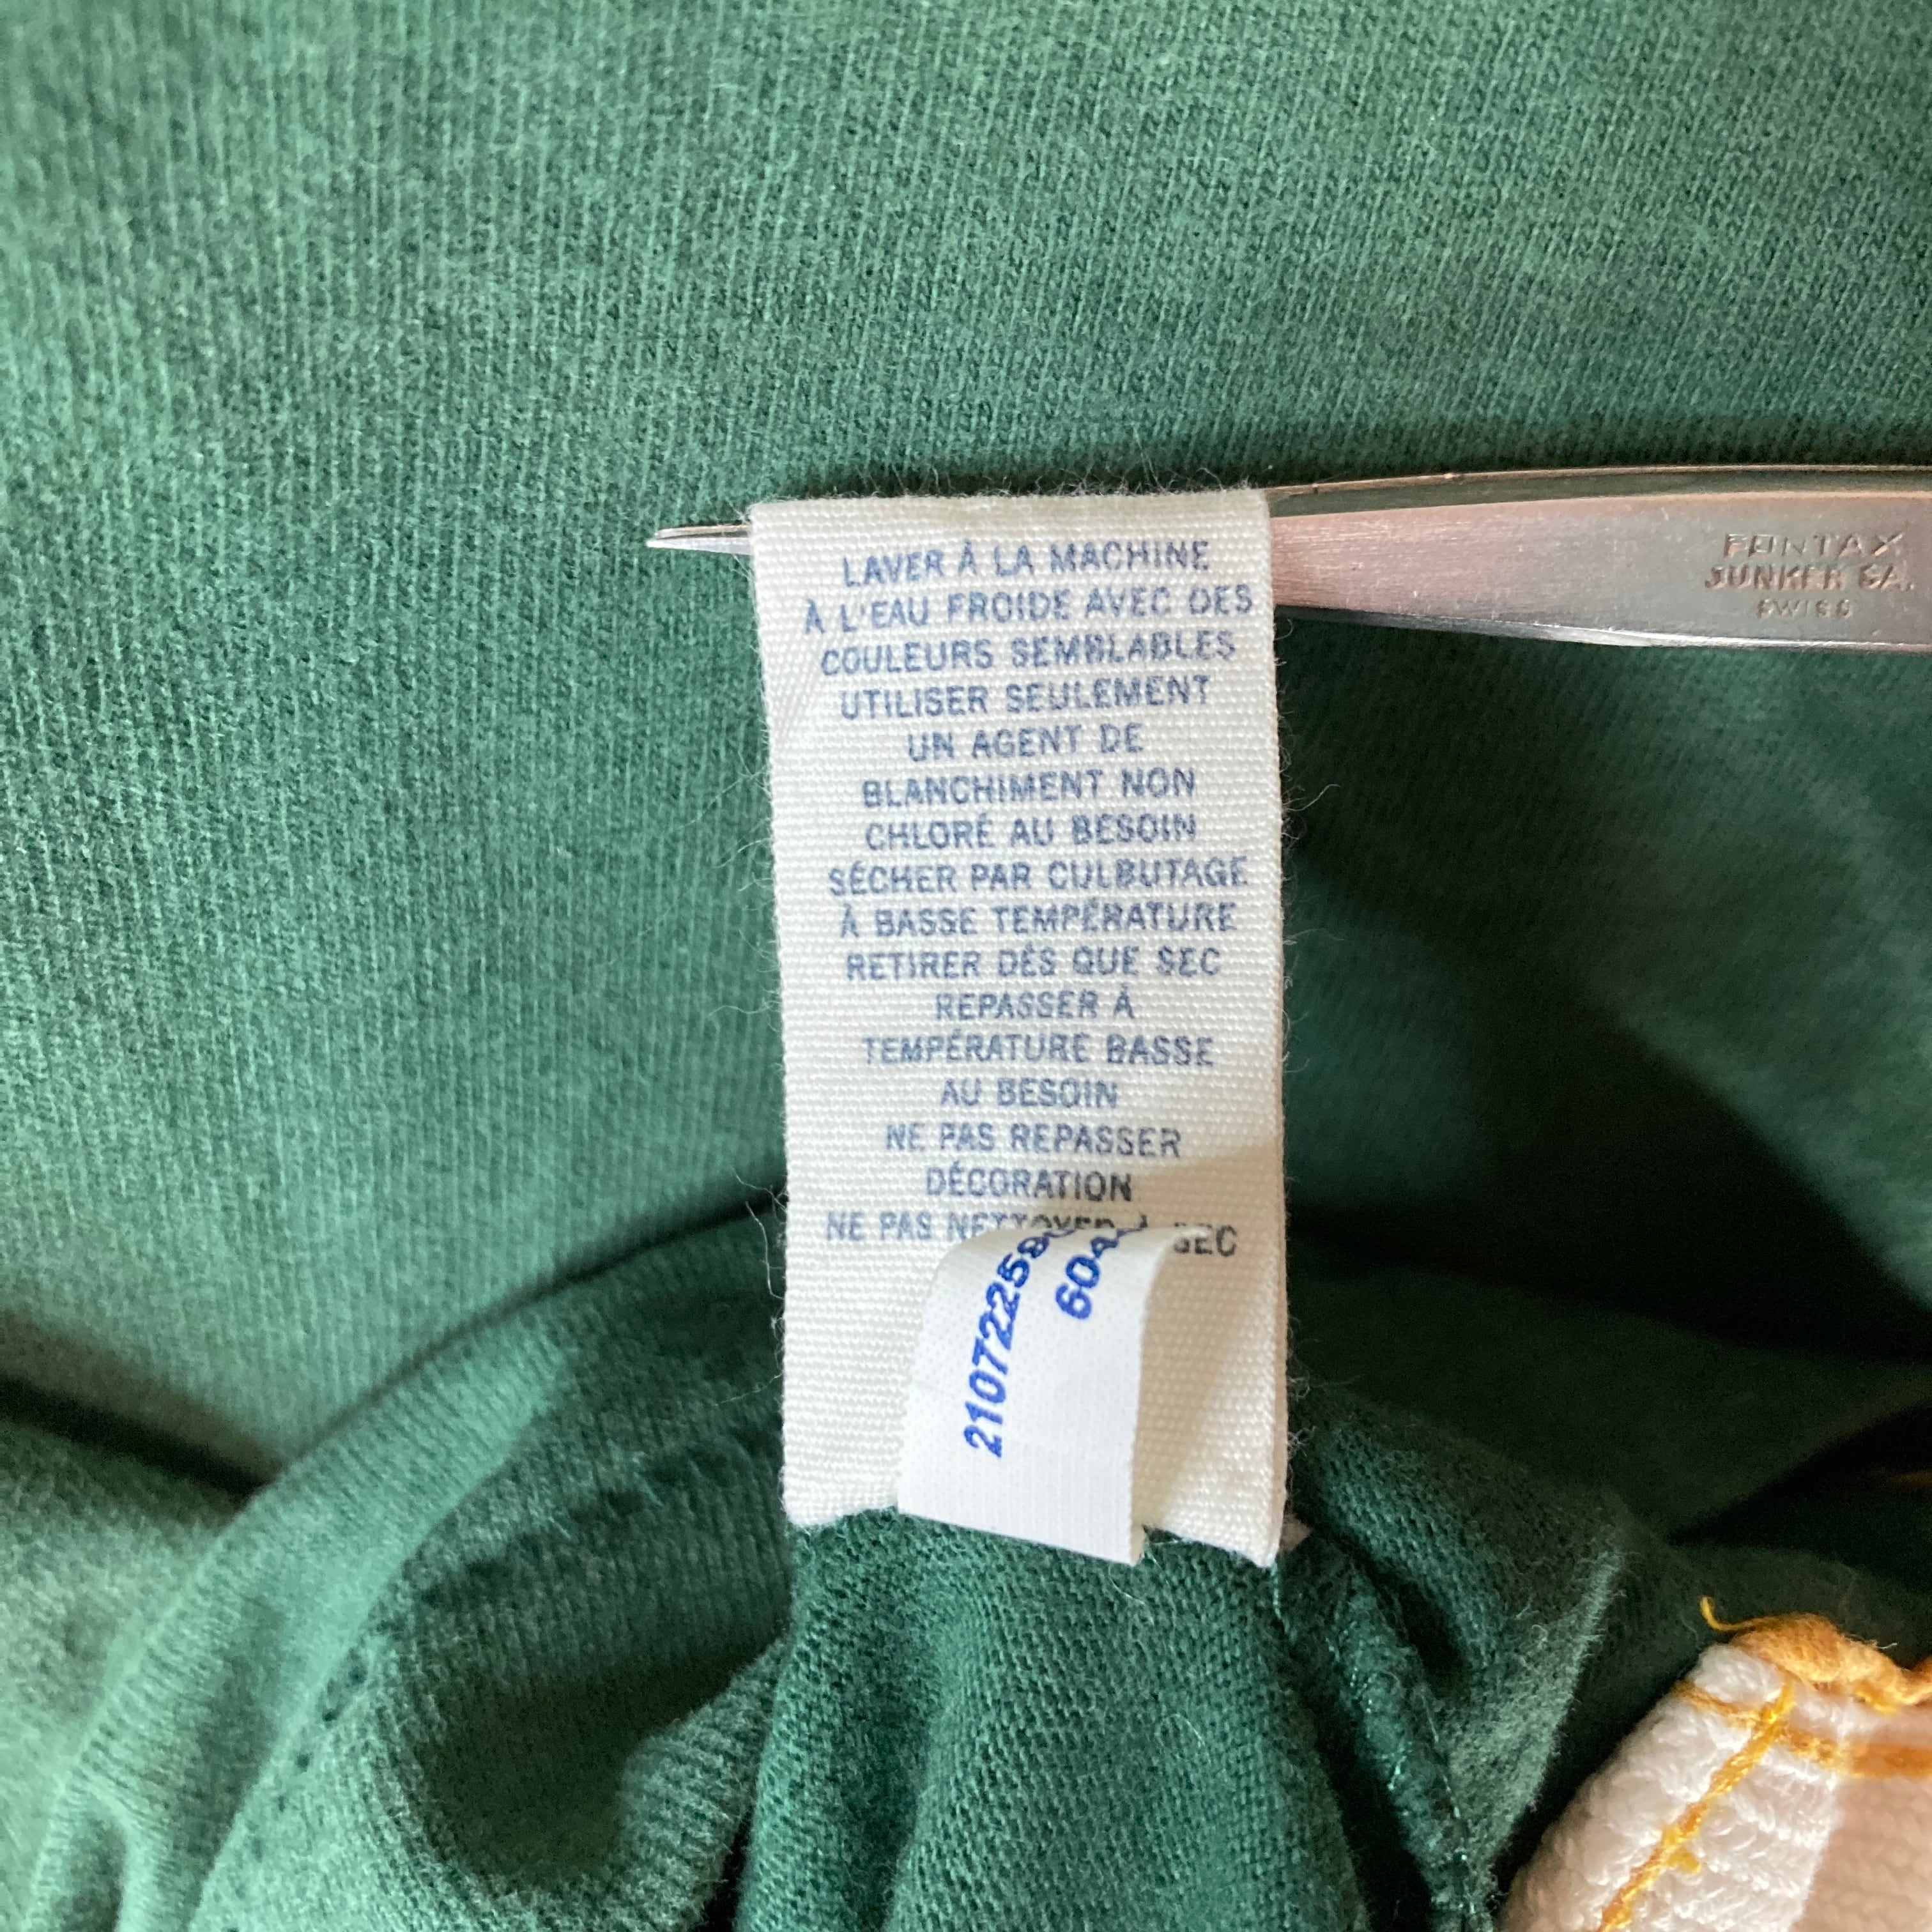 LAVER À LA MACHINE
À L'EAU FROIDE AVEC DES
COULEURS SEMBLABLES
UTILISER SEULEMENT
UN AGENT DE
BLANCHIMENT NON
CHLORÉ AU BESOIN
SÉCHER PAR CULBUTAGE
À BASSE TEMPÉRATURE
RETIRER DÉS QUE SEC
REPASSER À
TEMPÉRATURE BASSE
AU BESOIN
NE PAS REPASSER
DÉCORATION
NE PAS NETTOYER À SEC
FONTAX
JUNKER SA.
SWISS